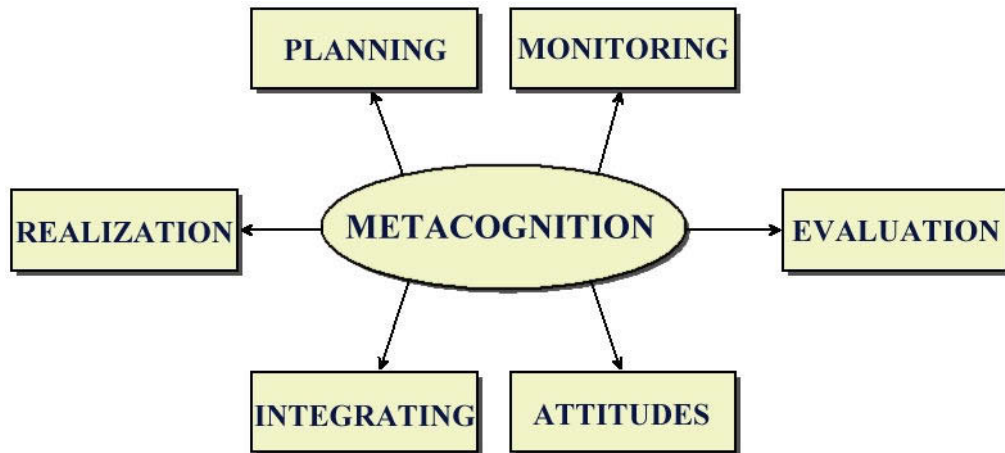 PLANNING
MONITORING
REALIZATION
METACOGNITION
EVALUATION
INTEGRATING
ATTITUDES